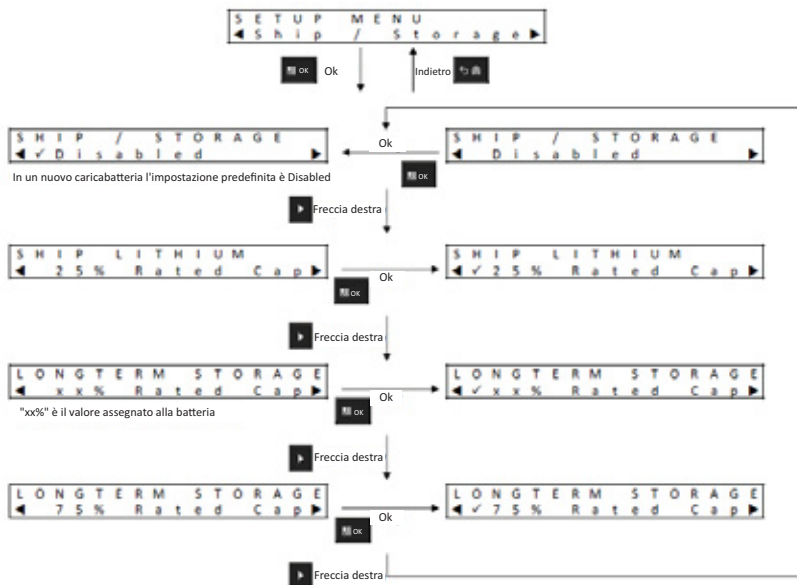 SETUP MENU
◀Ship / Storage▶
OK Ok Indietro
Ok
SHIP / STORAGE
◀✓Disabled ▶
SHIP / STORAGE
◀ Disabled ▶
OK
In un nuovo caricabatteria l'impostazione predefinita è Disabled
Freccia destra
SHIP LITHIUM
◀ 25% Rated Cap▶
Ok
OK
SHIP LITHIUM
◀✓25% Rated Cap▶
Freccia destra
LONGTERM STORAGE
◀ xx% Rated Cap▶
Ok
OK
LONGTERM STORAGE
◀✓xx% Rated Cap▶
"xx%" è il valore assegnato alla batteria
Freccia destra
LONGTERM STORAGE
◀ 75% Rated Cap▶
Ok
OK
LONGTERM STORAGE
◀✓75% Rated Cap▶
Freccia destra